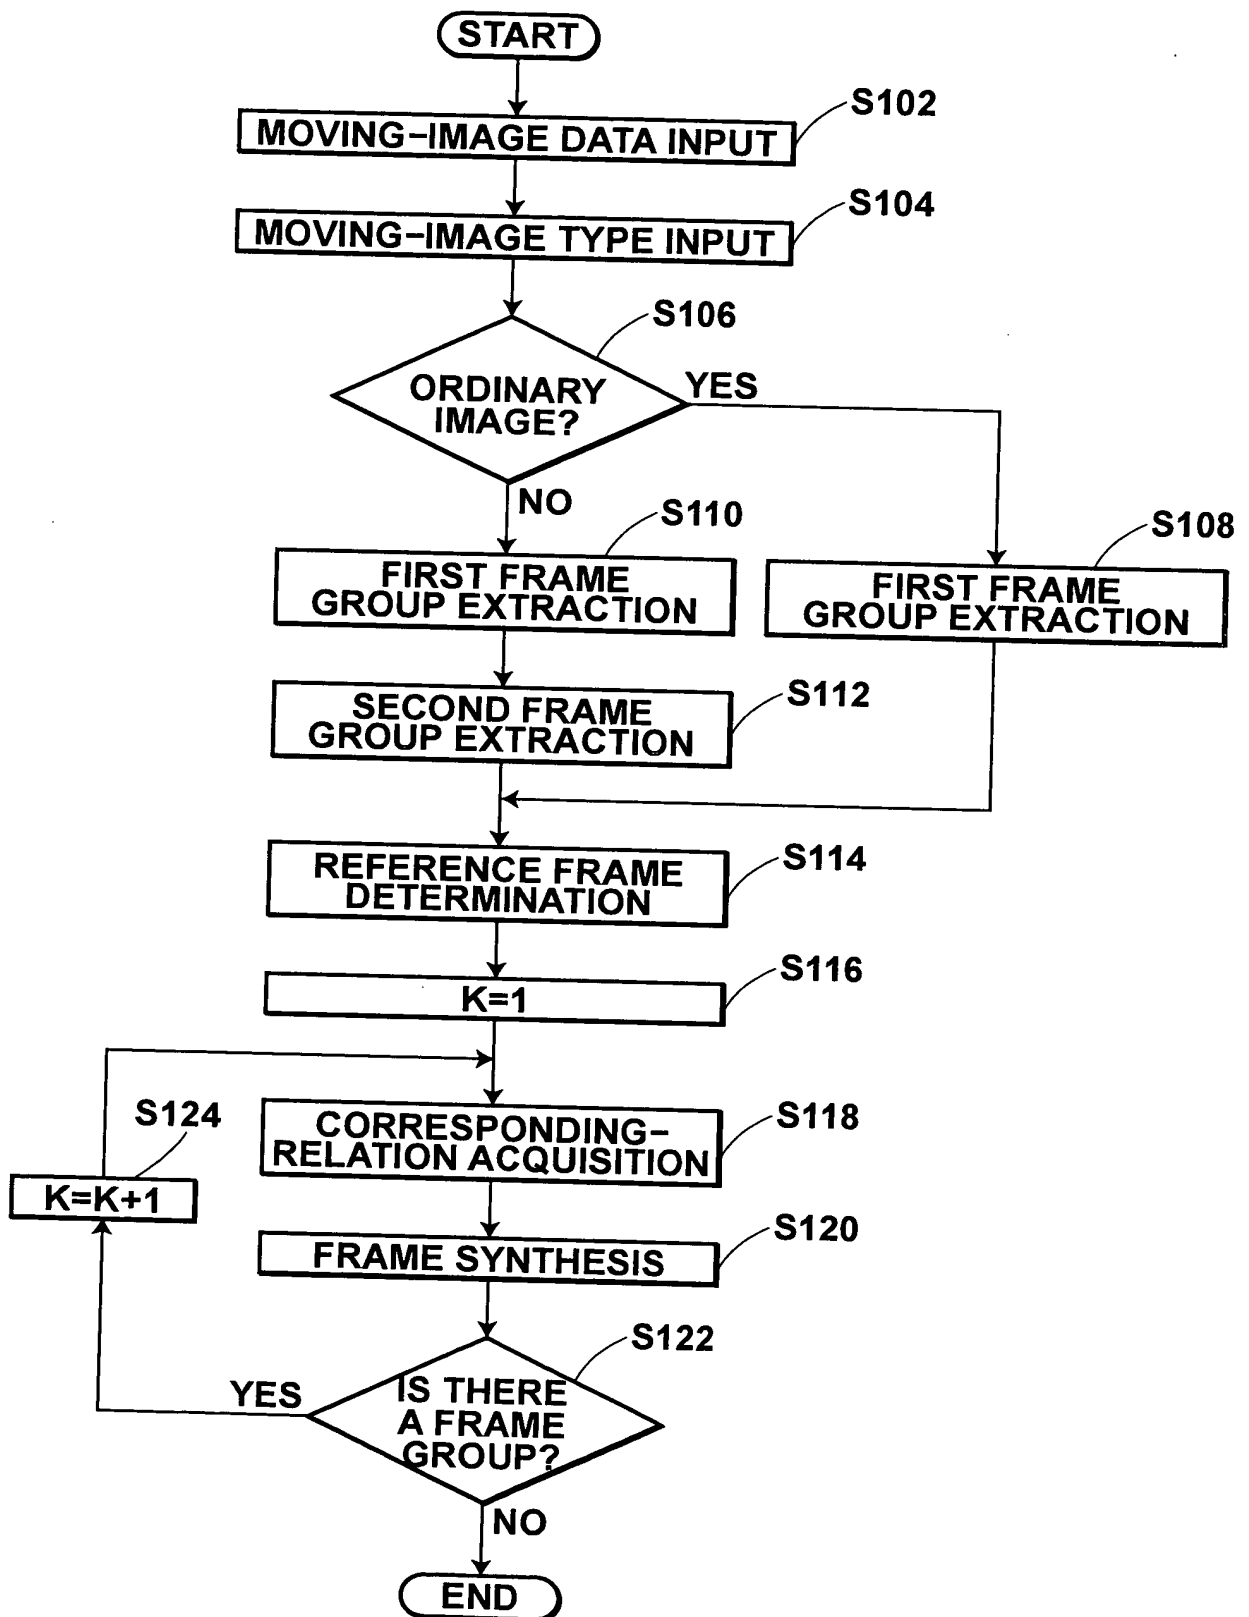 START
S102
MOVING-IMAGE DATA INPUT
S104
MOVING-IMAGE TYPE INPUT
S106
ORDINARY
IMAGE?
YES
NO
S110
FIRST FRAME
GROUP EXTRACTION
S108
FIRST FRAME
GROUP EXTRACTION
S112
SECOND FRAME
GROUP EXTRACTION
S114
REFERENCE FRAME
DETERMINATION
S116
K=1
S124
K=K+1
S118
CORRESPONDING-
RELATION ACQUISITION
S120
FRAME SYNTHESIS
S122
IS THERE
A FRAME
GROUP?
YES
NO
END